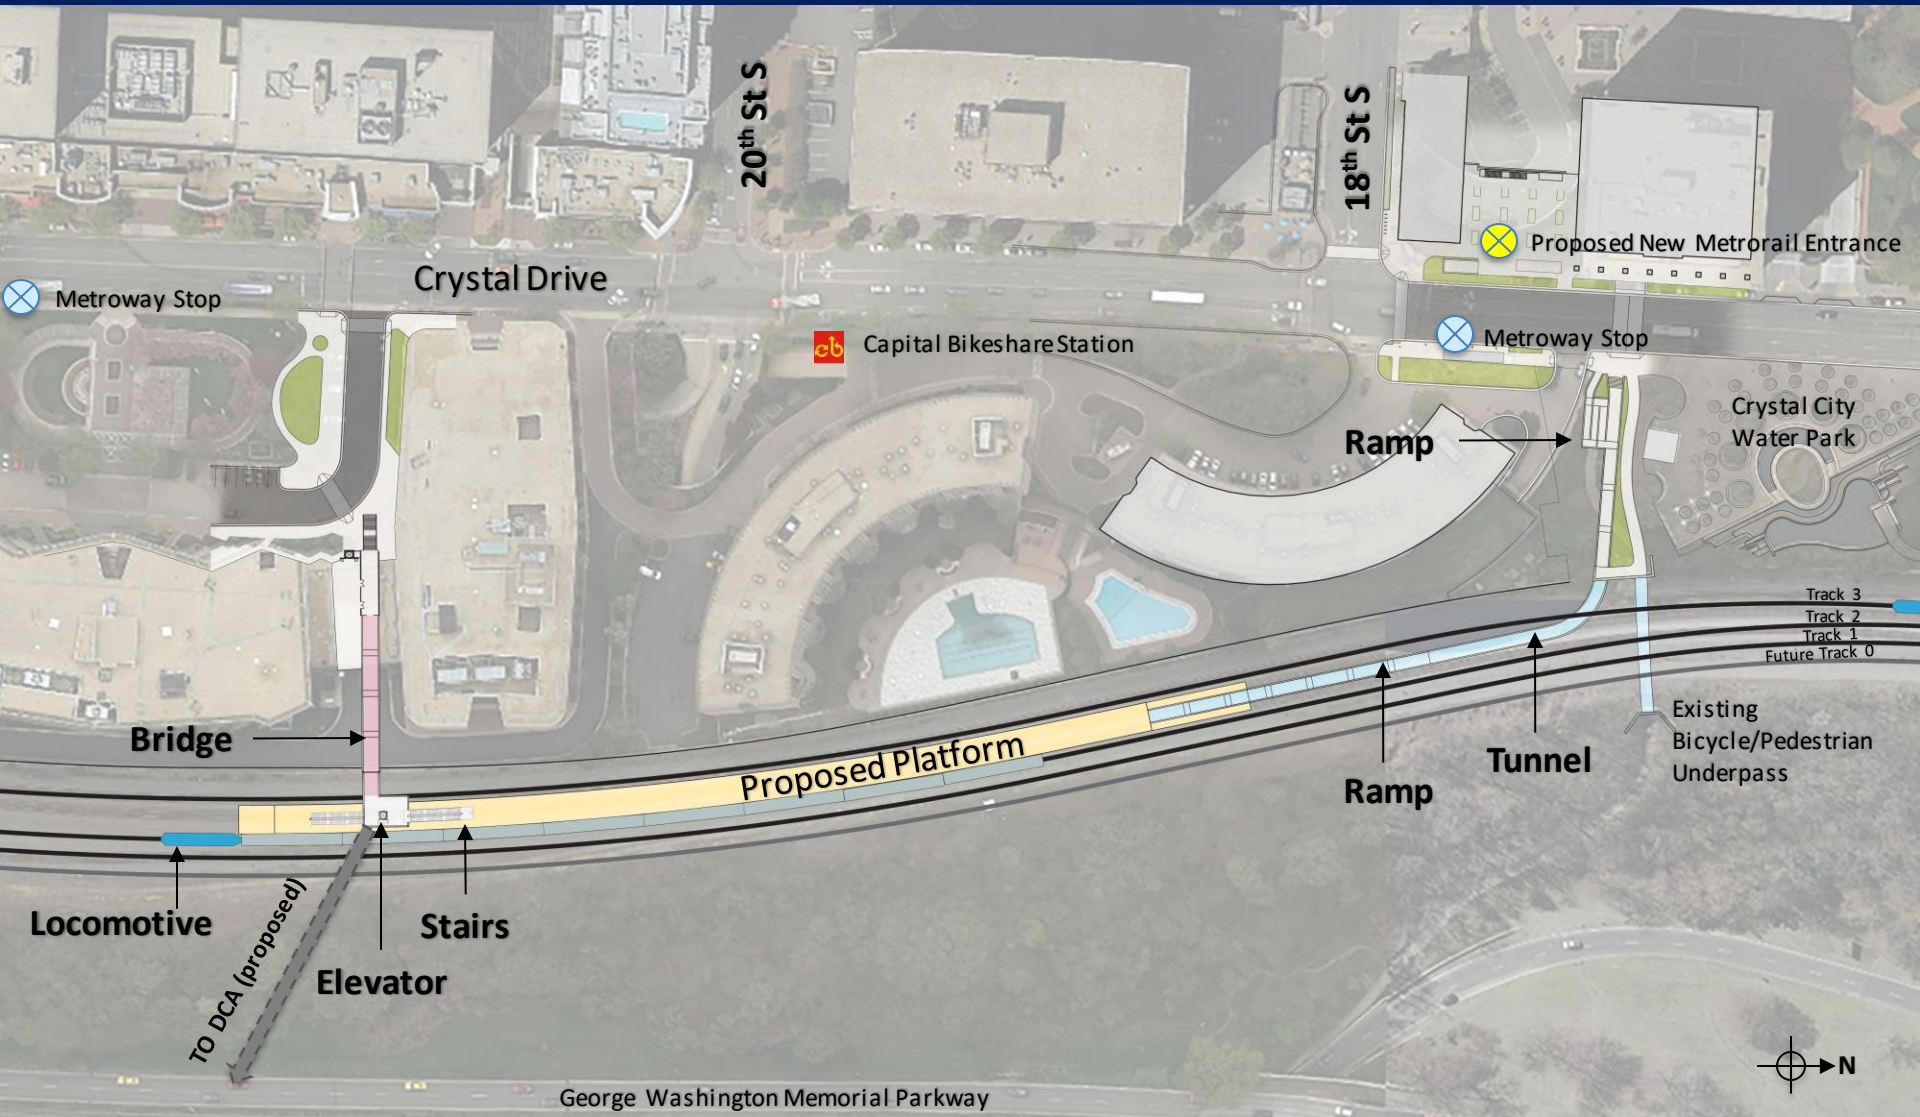 20th St S
18th St S
Proposed New Metrorail Entrance
Crystal Drive
Metroway Stop
cb
Capital Bikeshare Station
Metroway Stop
Crystal City
Water Park
Ramp
Track 3
Track 2
Track 1
Future Track 0
Existing
Bicycle/Pedestrian
Underpass
Bridge
Proposed Platform
Tunnel
Ramp
Locomotive
Stairs
Elevator
TO DCA (proposed)
N
George Washington Memorial Parkway